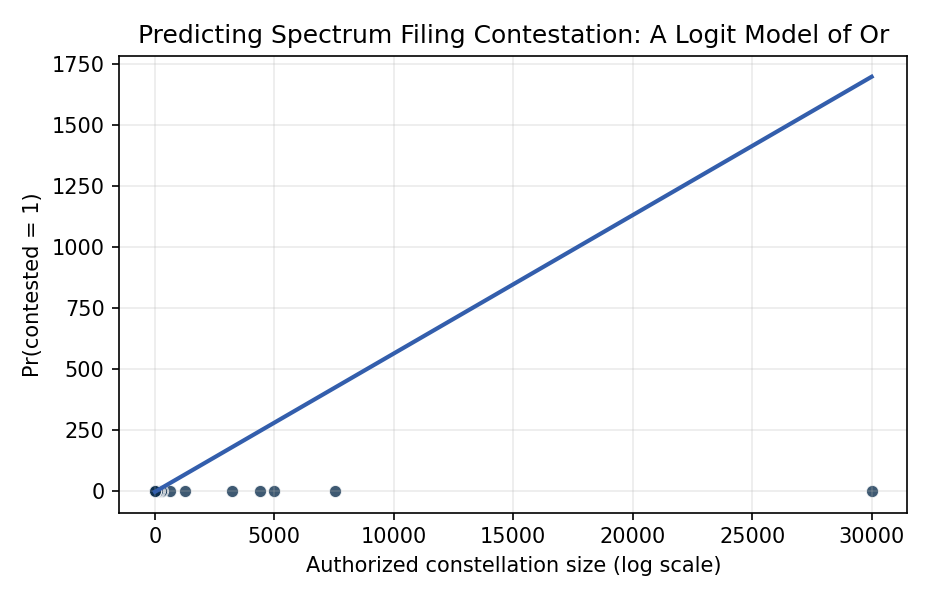 Predicting Spectrum Filing Contestation: A Logit Model of Or
1750
1500
1250
1000
750
500
250
0
Pr(contested = 1)
0 5000 10000 15000 20000 25000 30000
Authorized constellation size (log scale)